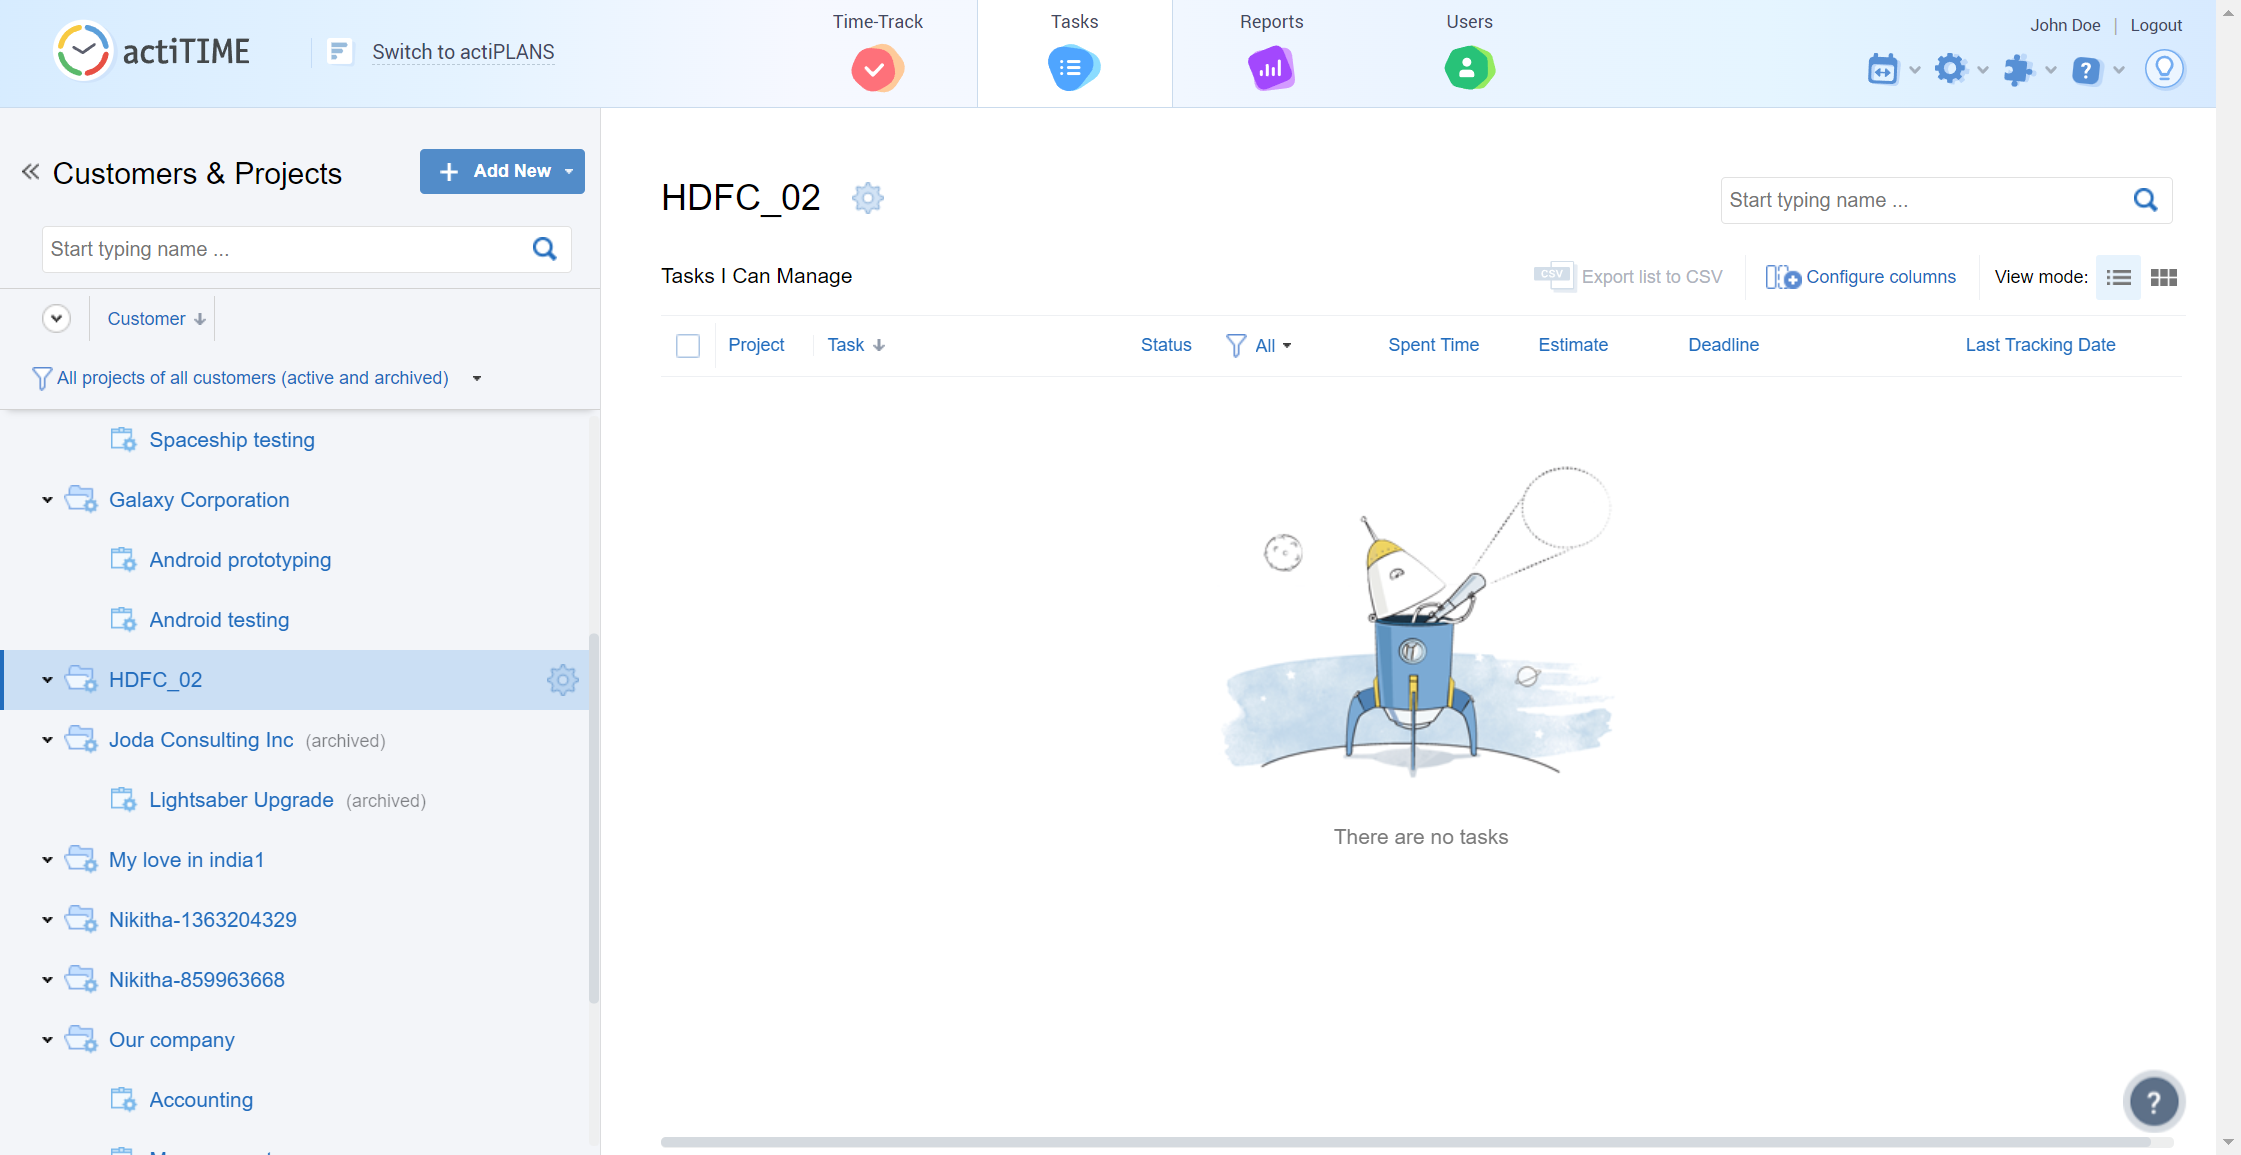 actiTIME
Switch to actiPLANS
Time-Track
Tasks
Reports
Users
John Doe | Logout
Customers & Projects
Add New
Start typing name ...
Customer
All projects of all customers (active and archived)
Spaceship testing
Galaxy Corporation
Android prototyping
Android testing
HDFC_02
Joda Consulting Inc (archived)
Lightsaber Upgrade (archived)
My love in india1
Nikitha-1363204329
Nikitha-859963668
Our company
Accounting
HDFC_02
Start typing name ...
Tasks I Can Manage
CSV Export list to CSV
Configure columns
View mode:
Project
Task
Status
All
Spent Time
Estimate
Deadline
Last Tracking Date
There are no tasks
?